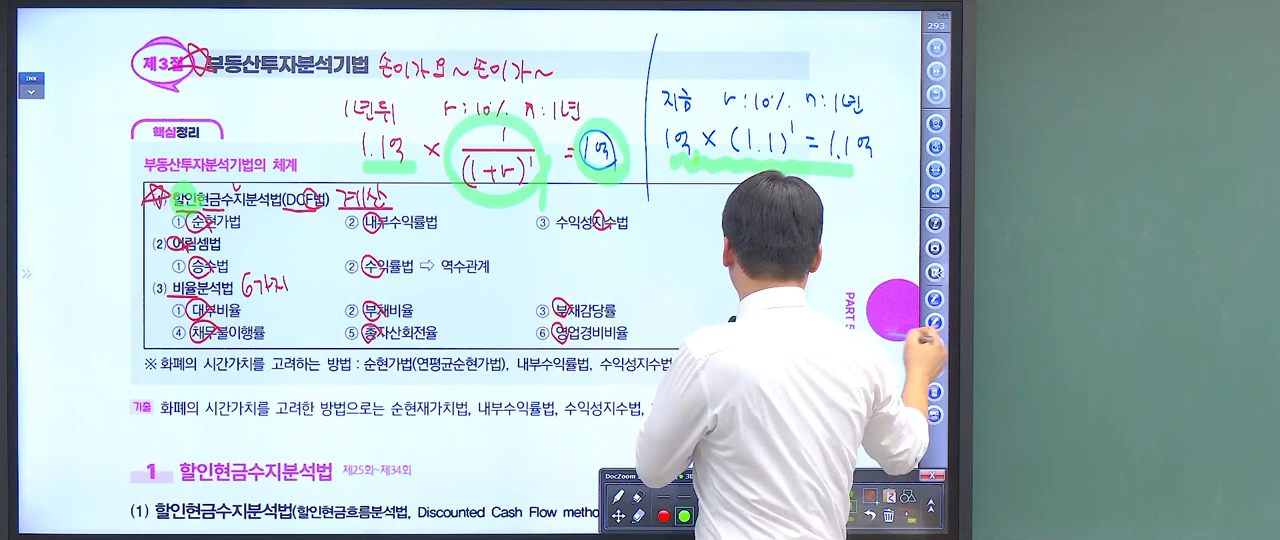 544
293
INK
제3절 부동산투자분석기법 손이가요~손이가~
1년뒤 r:10% n:1년
1.1억 × 1/(1+r)¹ = 1억
지금 r:10% n:1년
1억 × (1.1)¹ = 1.1억
핵심정리
부동산투자분석기법의 체계
할인현금수지분석법(DCF법) 계산
① 순현가법 ② 내부수익률법 ③ 수익성지수법
(2) 어림셈법
① 승수법 ② 수익률법 ⇨ 역수관계
(3) 비율분석법 6가지
① 대부비율 ② 부채비율 ③ 부채감당률
④ 채무불이행률 ⑤ 총자산회전율 ⑥ 영업경비비율
※ 화폐의 시간가치를 고려하는 방법 : 순현가법(연평균순현가법), 내부수익률법, 수익성지수법
기출 화폐의 시간가치를 고려한 방법으로는 순현재가치법, 내부수익률법, 수익성지수법,
PART 5
1 할인현금수지분석법 제25회~제34회
(1) 할인현금수지분석법(할인현금흐름분석법, Discounted Cash Flow metho
DocZoom